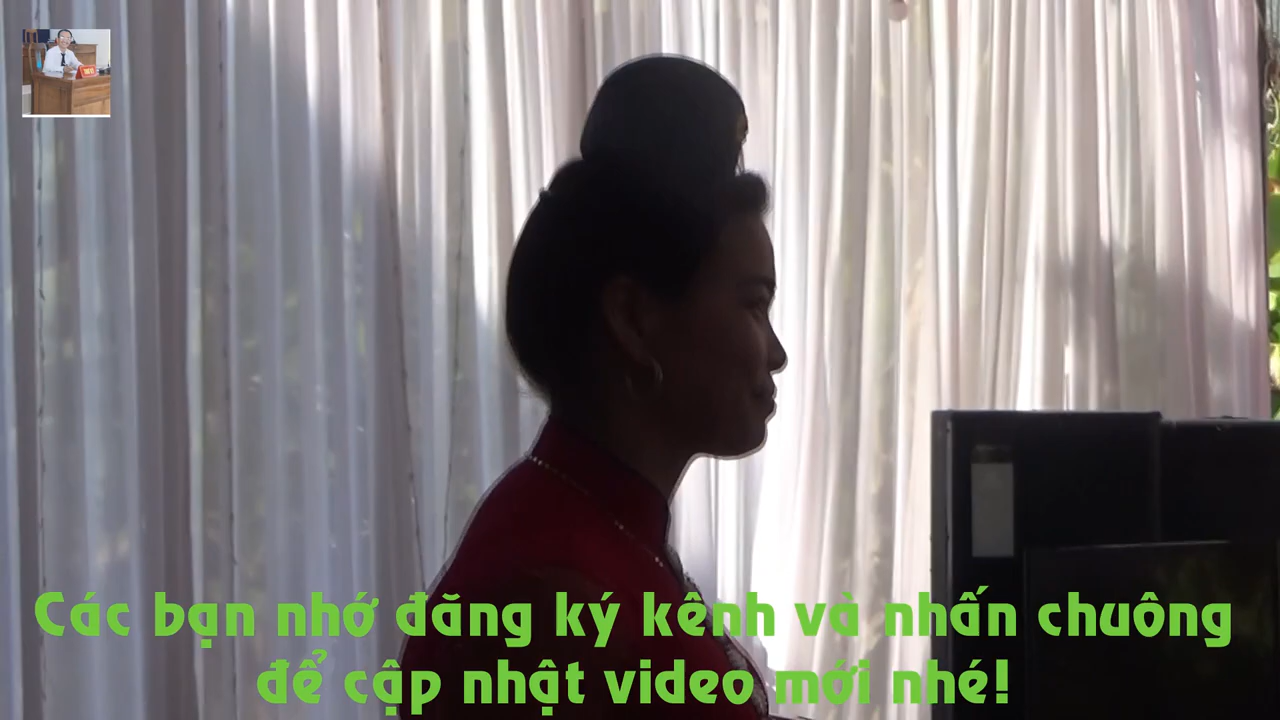 Các bạn nhớ đăng ký kênh và nhấn chuông
để cập nhật video mới nhé!